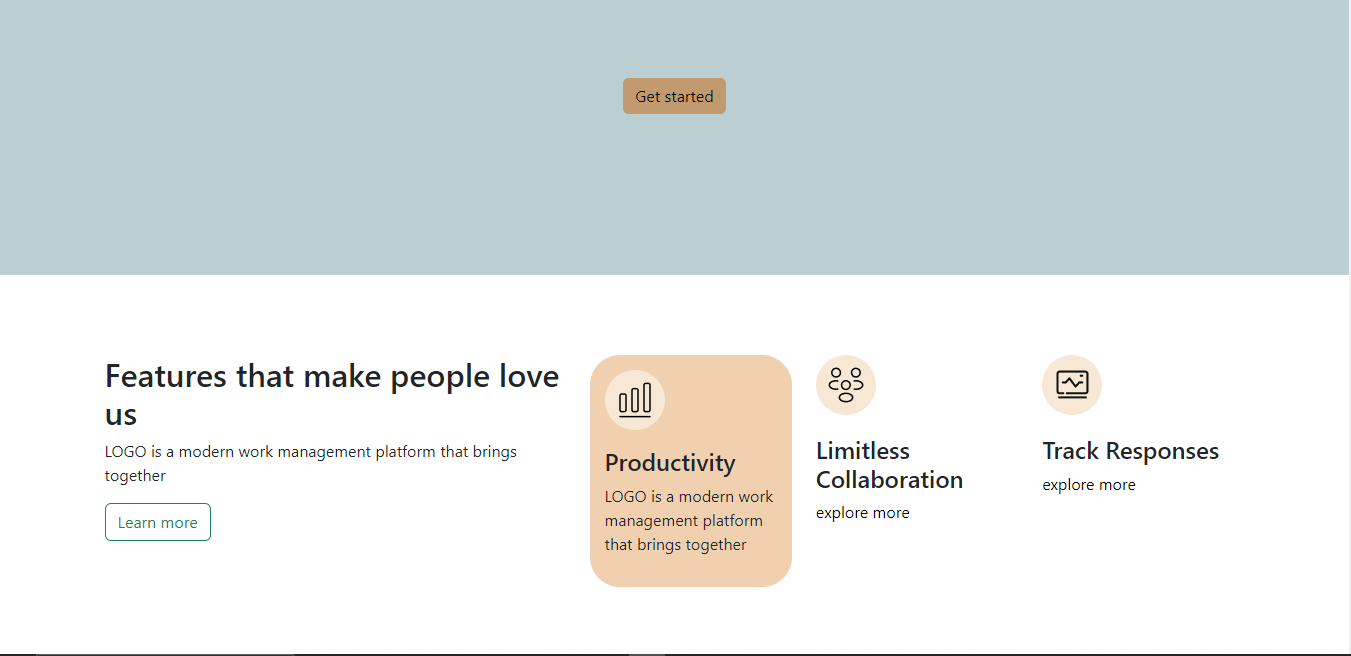 Get started
Features that make people love
us
LOGO is a modern work management platform that brings
together
Learn more
Productivity
LOGO is a modern work
management platform
that brings together
Limitless
Collaboration
explore more
Track Responses
explore more